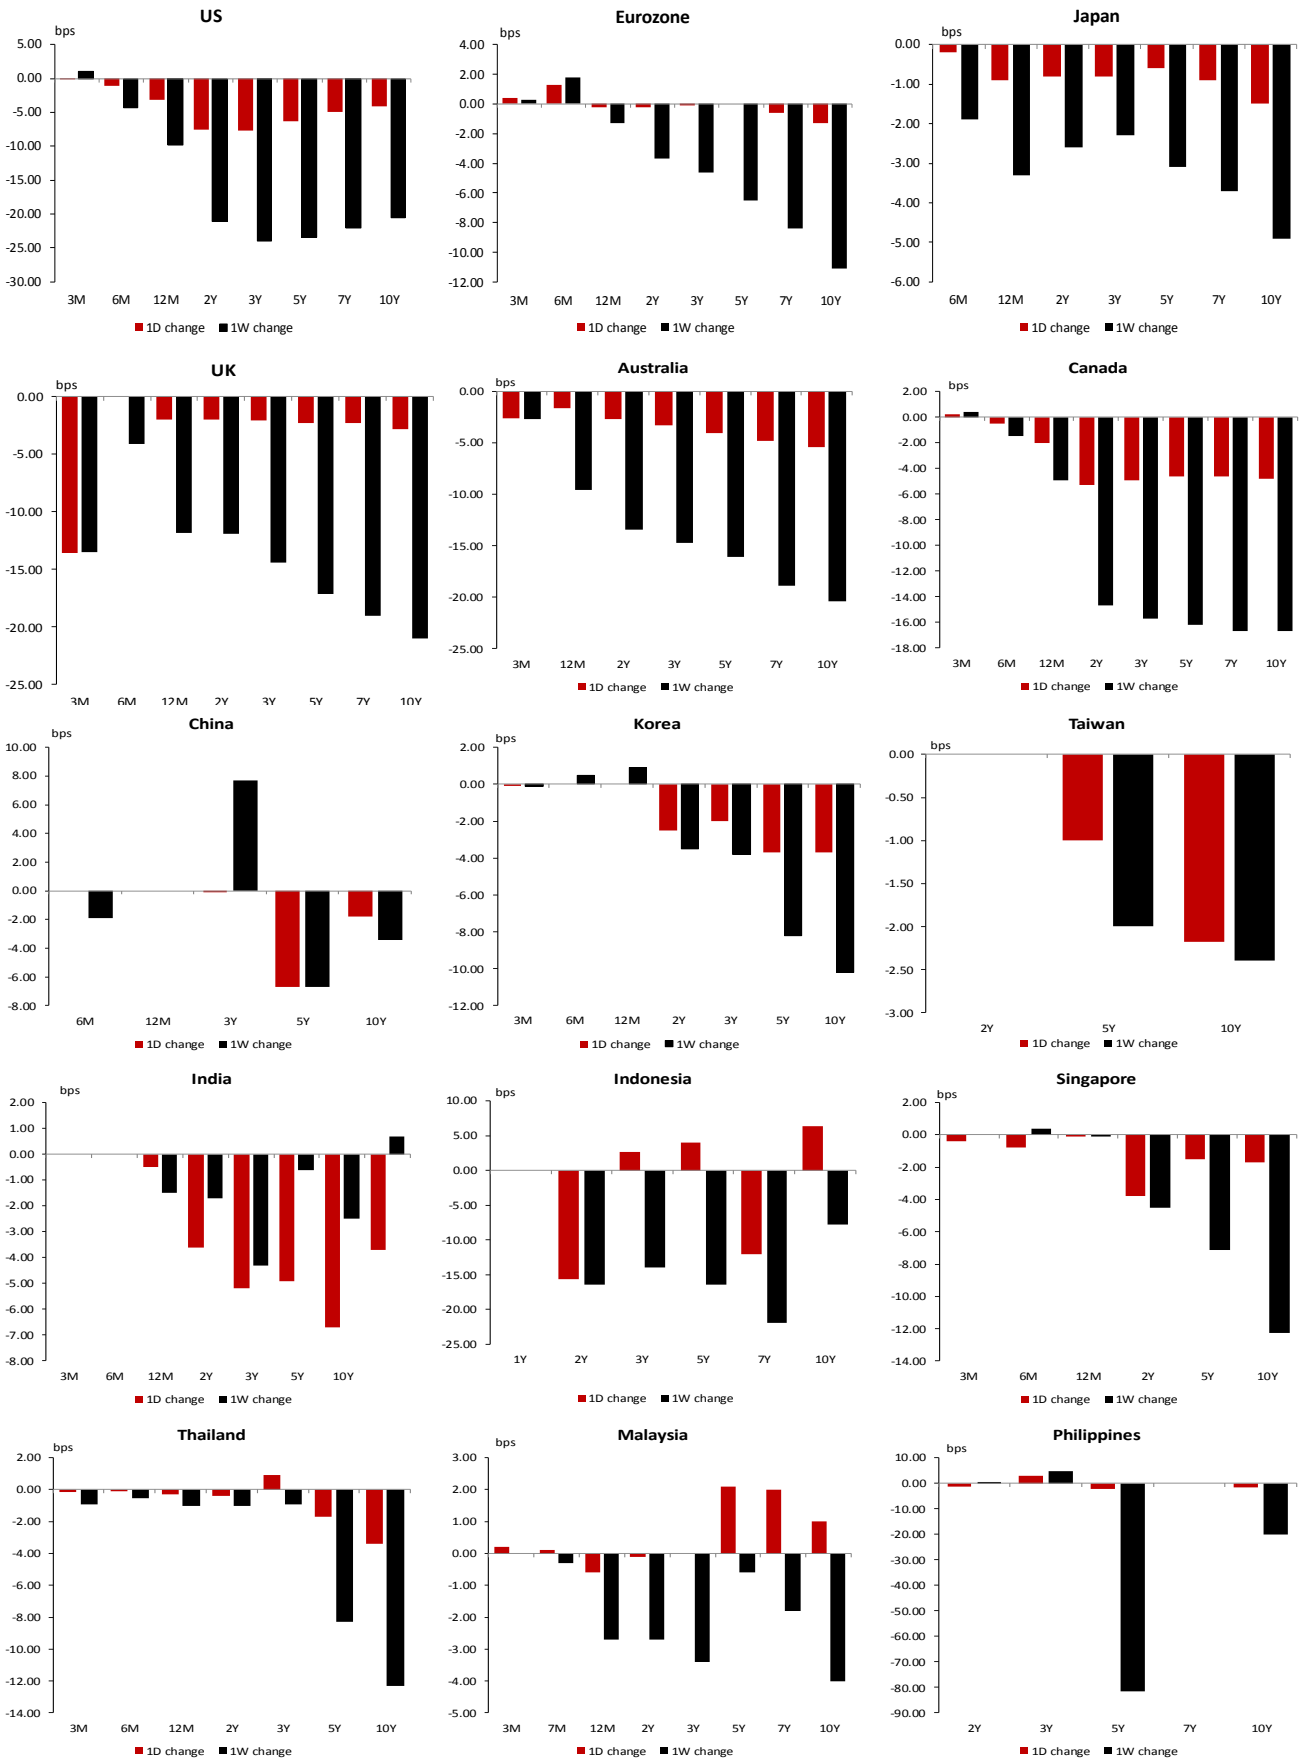 US
bps
5.00
0.00
-5.00
-10.00
-15.00
-20.00
-25.00
-30.00
3M 6M 12M 2Y 3Y 5Y 7Y 10Y
1D change 1W change
Eurozone
bps
4.00
2.00
0.00
-2.00
-4.00
-6.00
-8.00
-10.00
-12.00
3M 6M 12M 2Y 3Y 5Y 7Y 10Y
1D change 1W change
Japan
0.00
-1.00
-2.00
-3.00
-4.00
-5.00
-6.00
6M 12M 2Y 3Y 5Y 7Y 10Y
1D change 1W change
UK
bps
0.00
-5.00
-10.00
-15.00
-20.00
-25.00
3M 6M 12M 2Y 3Y 5Y 7Y 10Y
Australia
bps
0.00
-5.00
-10.00
-15.00
-20.00
-25.00
3M 12M 2Y 3Y 5Y 7Y 10Y
1D change 1W change
Canada
bps
2.00
0.00
-2.00
-4.00
-6.00
-8.00
-10.00
-12.00
-14.00
-16.00
-18.00
3M 6M 12M 2Y 3Y 5Y 7Y 10Y
1D change 1W change
China
bps
10.00
8.00
6.00
4.00
2.00
0.00
-2.00
-4.00
-6.00
-8.00
6M 12M 3Y 5Y 10Y
1D change 1W change
Korea
bps
2.00
0.00
-2.00
-4.00
-6.00
-8.00
-10.00
-12.00
3M 6M 12M 2Y 3Y 5Y 10Y
1D change 1W change
Taiwan
bps
0.00
-0.50
-1.00
-1.50
-2.00
-2.50
-3.00
2Y 5Y 10Y
1D change 1W change
India
bps
2.00
1.00
0.00
-1.00
-2.00
-3.00
-4.00
-5.00
-6.00
-7.00
-8.00
3M 6M 12M 2Y 3Y 5Y 10Y
1D change 1W change
Indonesia
bps
10.00
5.00
0.00
-5.00
-10.00
-15.00
-20.00
-25.00
1Y 2Y 3Y 5Y 7Y 10Y
1D change 1W change
Singapore
bps
2.00
0.00
-2.00
-4.00
-6.00
-8.00
-10.00
-12.00
-14.00
3M 6M 12M 2Y 5Y 10Y
1D change 1W change
Thailand
bps
2.00
0.00
-2.00
-4.00
-6.00
-8.00
-10.00
-12.00
-14.00
3M 6M 12M 2Y 3Y 5Y 10Y
1D change 1W change
Malaysia
bps
3.00
2.00
1.00
0.00
-1.00
-2.00
-3.00
-4.00
-5.00
3M 7M 12M 2Y 3Y 5Y 7Y 10Y
1D change 1W change
Philippines
bps
10.00
0.00
-10.00
-20.00
-30.00
-40.00
-50.00
-60.00
-70.00
-80.00
-90.00
2Y 3Y 5Y 7Y 10Y
1D change 1W change